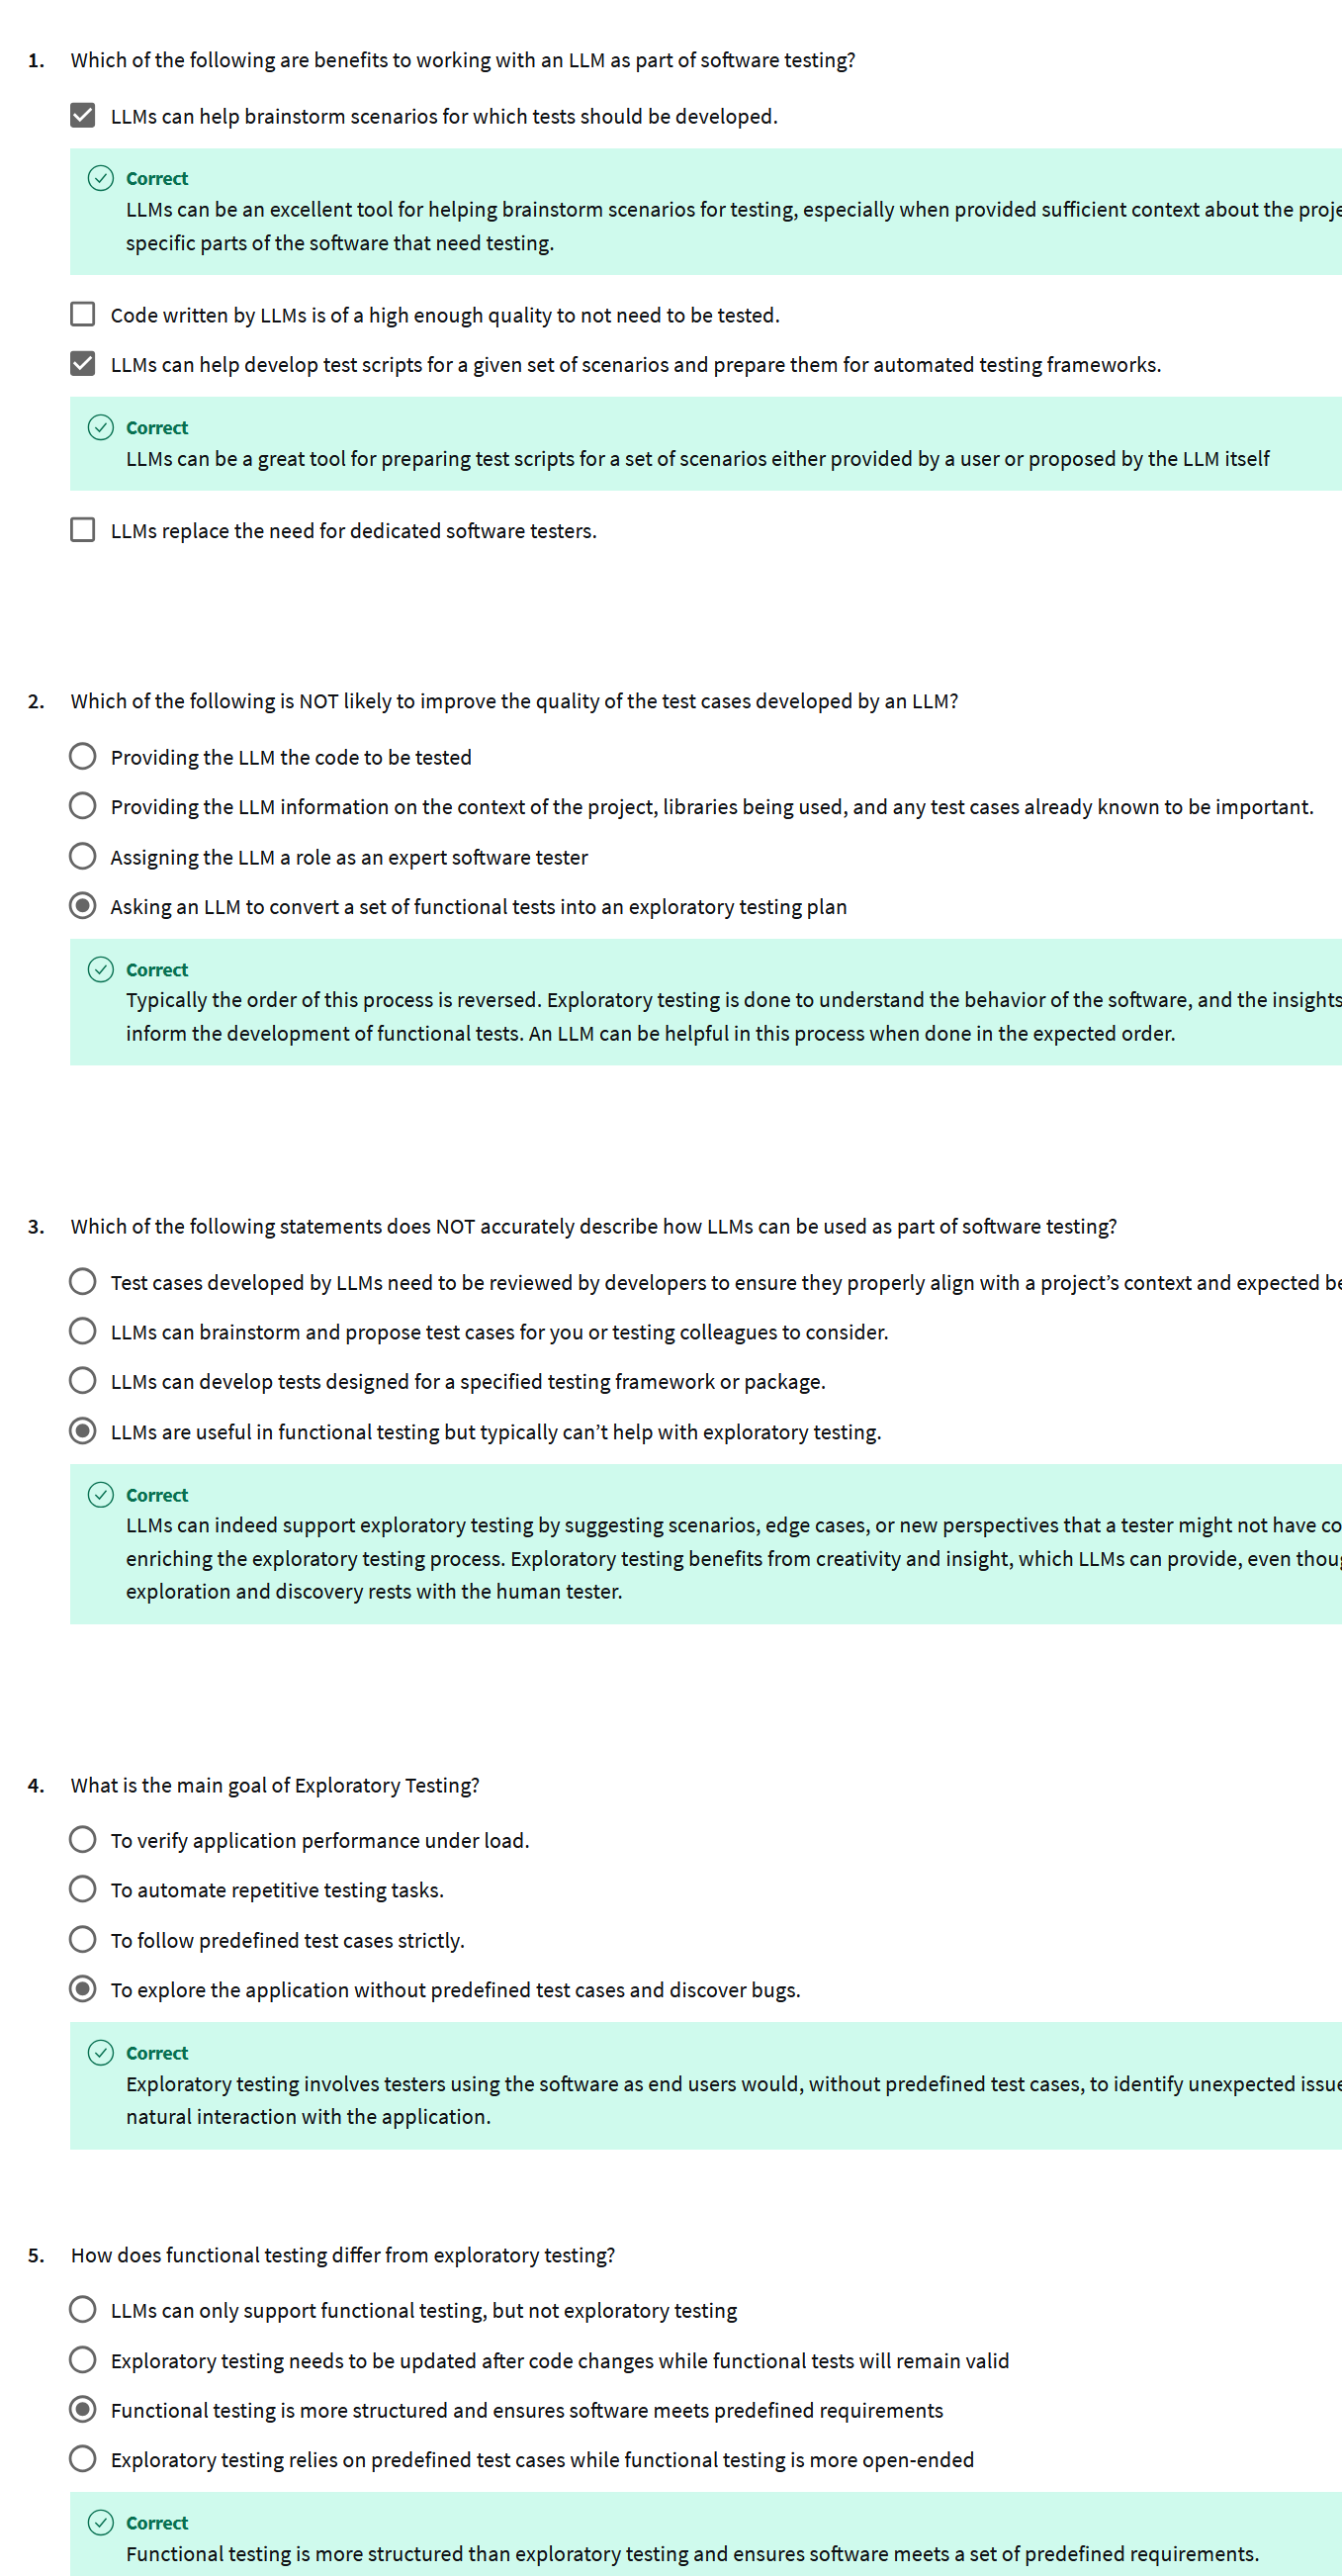 1. Which of the following are benefits to working with an LLM as part of software testing?
LLMs can help brainstorm scenarios for which tests should be developed.
Correct
LLMs can be an excellent tool for helping brainstorm scenarios for testing, especially when provided sufficient context about the
specific parts of the software that need testing.
Code written by LLMs is of a high enough quality to not need to be tested.
LLMs can help develop test scripts for a given set of scenarios and prepare them for automated testing frameworks.
Correct
LLMs can be a great tool for preparing test scripts for a set of scenarios either provided by a user or proposed by the LLM itself
LLMs replace the need for dedicated software testers.
2. Which of the following is NOT likely to improve the quality of the test cases developed by an LLM?
Providing the LLM the code to be tested
Providing the LLM information on the context of the project, libraries being used, and any test cases already known to be important.
Assigning the LLM a role as an expert software tester
Asking an LLM to convert a set of functional tests into an exploratory testing plan
Correct
Typically the order of this process is reversed. Exploratory testing is done to understand the behavior of the software, and the insights
inform the development of functional tests. An LLM can be helpful in this process when done in the expected order.
3. Which of the following statements does NOT accurately describe how LLMs can be used as part of software testing?
Test cases developed by LLMs need to be reviewed by developers to ensure they properly align with a project’s context and expected
LLMs can brainstorm and propose test cases for you or testing colleagues to consider.
LLMs can develop tests designed for a specified testing framework or package.
LLMs are useful in functional testing but typically can’t help with exploratory testing.
Correct
LLMs can indeed support exploratory testing by suggesting scenarios, edge cases, or new perspectives that a tester might not have
enriching the exploratory testing process. Exploratory testing benefits from creativity and insight, which LLMs can provide, even
exploration and discovery rests with the human tester.
4. What is the main goal of Exploratory Testing?
To verify application performance under load.
To automate repetitive testing tasks.
To follow predefined test cases strictly.
To explore the application without predefined test cases and discover bugs.
Correct
Exploratory testing involves testers using the software as end users would, without predefined test cases, to identify unexpected
natural interaction with the application.
5. How does functional testing differ from exploratory testing?
LLMs can only support functional testing, but not exploratory testing
Exploratory testing needs to be updated after code changes while functional tests will remain valid
Functional testing is more structured and ensures software meets predefined requirements
Exploratory testing relies on predefined test cases while functional testing is more open-ended
Correct
Functional testing is more structured than exploratory testing and ensures software meets a set of predefined requirements.